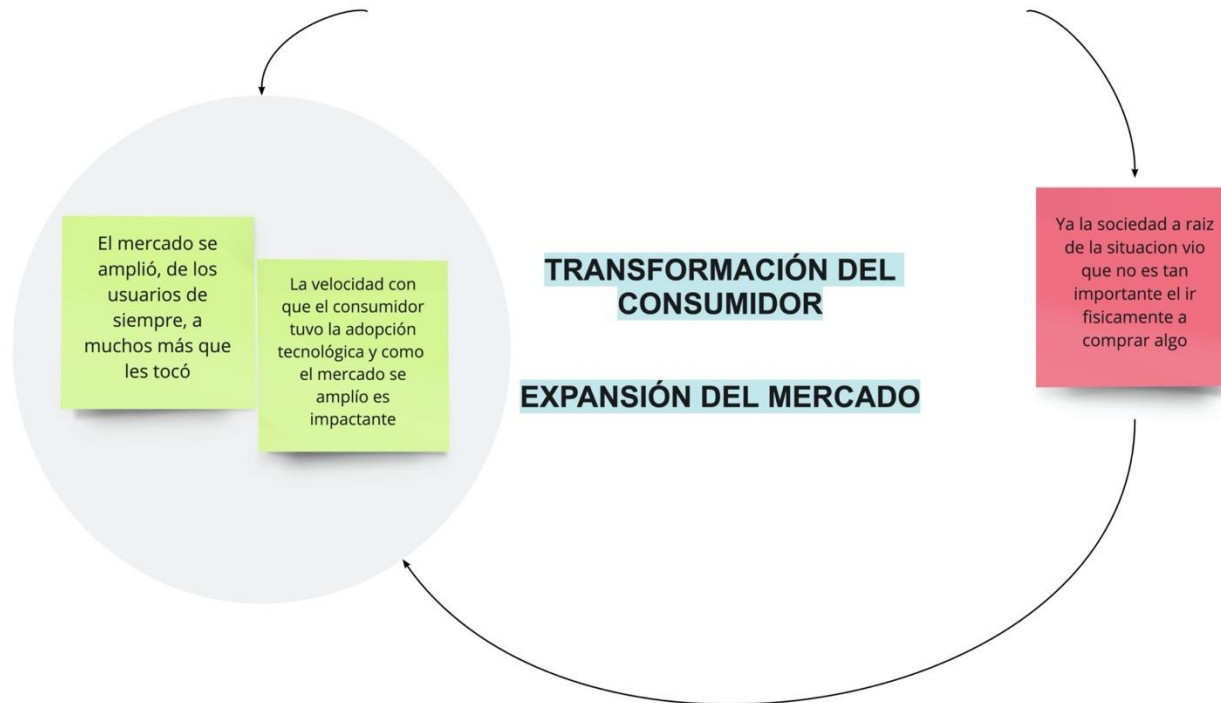 El mercado se
amplió, de los
usuarios de
siempre, a
muchos más que
les tocó
La velocidad con
que el consumidor
tuvo la adopción
tecnológica y como
el mercado se
amplío es
impactante
TRANSFORMACIÓN DEL
CONSUMIDOR
EXPANSIÓN DEL MERCADO
Ya la sociedad a raiz
de la situacion vio
que no es tan
importante el ir
fisicamente a
comprar algo